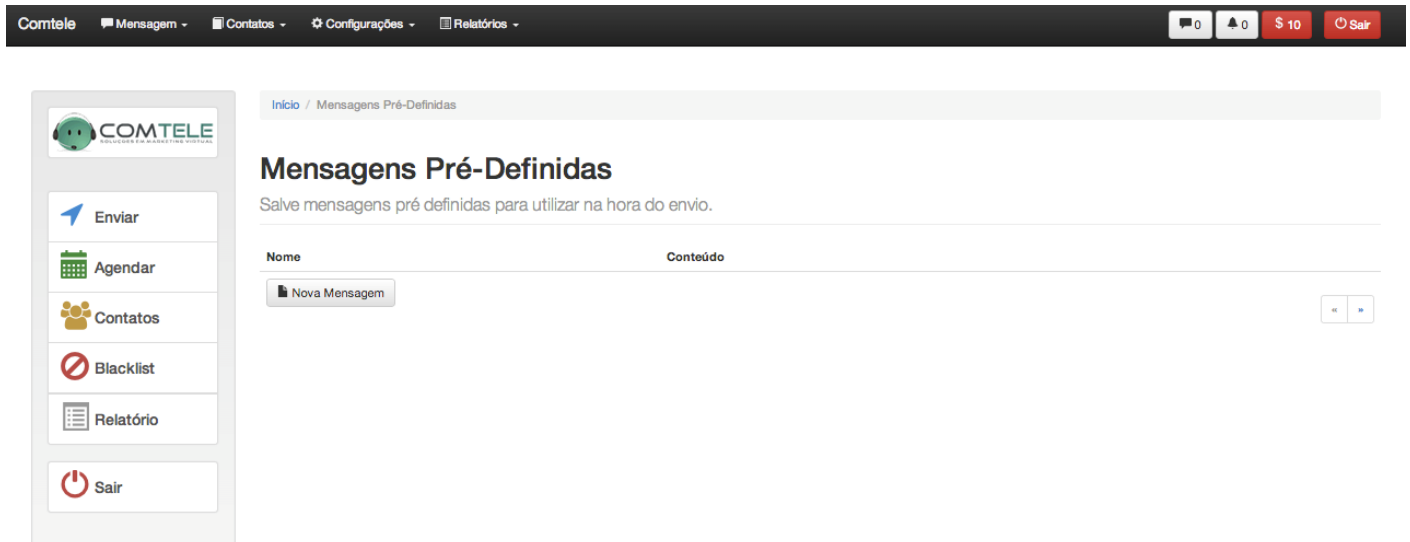 Comtele Mensagem Contatos Configurações Relatórios 0 0 $ 10 Sair
COMTELE
SOLUÇÕES EM MARKETING VIRTUAL
Início / Mensagens Pré-Definidas
Mensagens Pré-Definidas
Salve mensagens pré definidas para utilizar na hora do envio.
Nome Conteúdo
Nova Mensagem
« »
Enviar
Agendar
Contatos
Blacklist
Relatório
Sair